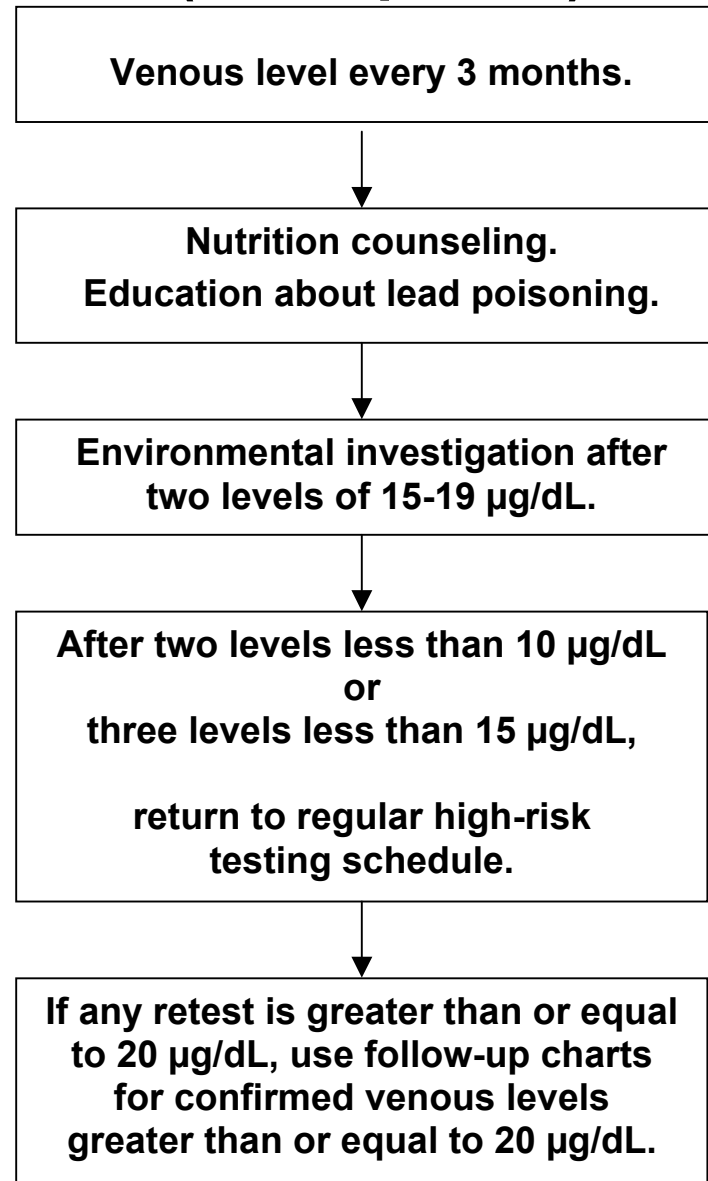 Venous level every 3 months.
Nutrition counseling.
Education about lead poisoning.
Environmental investigation after
two levels of 15-19 µg/dL.
After two levels less than 10 µg/dL
or
three levels less than 15 µg/dL,
return to regular high-risk
testing schedule.
If any retest is greater than or equal
to 20 µg/dL, use follow-up charts
for confirmed venous levels
greater than or equal to 20 µg/dL.